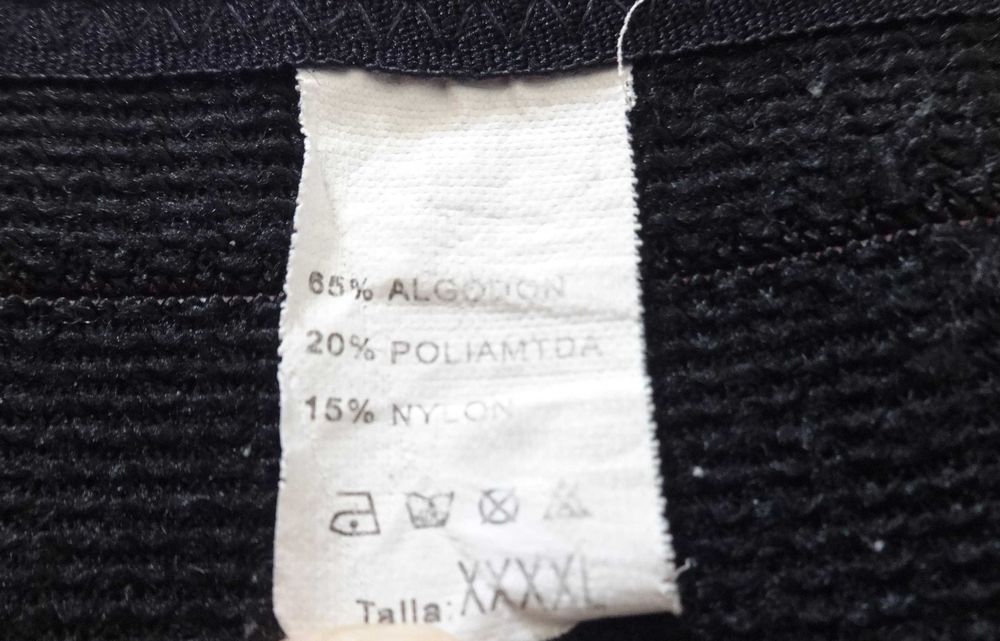 65% ALGODON
20% POLIAMTDA
15% NYLON
Talla: XXXXL